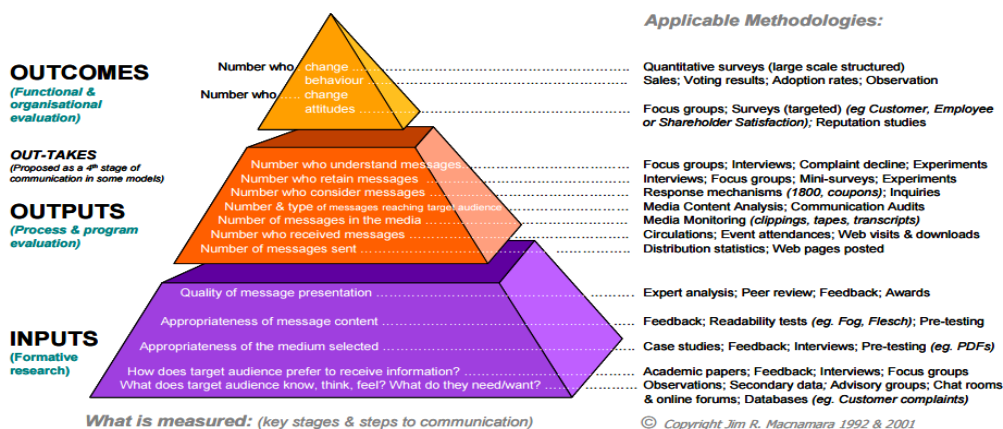 Applicable Methodologies:
OUTCOMES
(Functional &
organisational
evaluation)
Number who change
behaviour
Number who .... change
attitudes
Quantitative surveys (large scale structured)
Sales; Voting results; Adoption rates; Observation
Focus groups; Surveys (targeted) (eg Customer, Employee
or Shareholder Satisfaction); Reputation studies
OUT-TAKES
(Proposed as a 4th stage of
communication in some models)
OUTPUTS
(Process & program
evaluation)
Number who understand messages
Focus groups; Interviews; Complaint decline; Experiments
Number who retain messages
Interviews; Focus groups; Mini-surveys; Experiments
Number who consider messages
Response mechanisms (1800, coupons); Inquiries
Number & type of messages reaching target audience
Media Content Analysis; Communication Audits
Number of messages in the media
Media Monitoring (clippings, tapes, transcripts)
Number who received messages
Circulations; Event attendances; Web visits & downloads
Number of messages sent
Distribution statistics; Web pages posted
INPUTS
(Formative
research)
Quality of message presentation
Expert analysis; Peer review; Feedback; Awards
Appropriateness of message content
Feedback; Readability tests (eg. Fog, Flesch); Pre-testing
Appropriateness of the medium selected
Case studies; Feedback; Interviews; Pre-testing (eg. PDFs)
How does target audience prefer to receive information?
Academic papers; Feedback; Interviews; Focus groups
What does target audience know, think, feel? What do they need/want?
Observations; Secondary data; Advisory groups; Chat rooms
& online forums; Databases (eg. Customer complaints)
What is measured: (key stages & steps to communication)
© Copyright Jim R. Macnamara 1992 & 2001